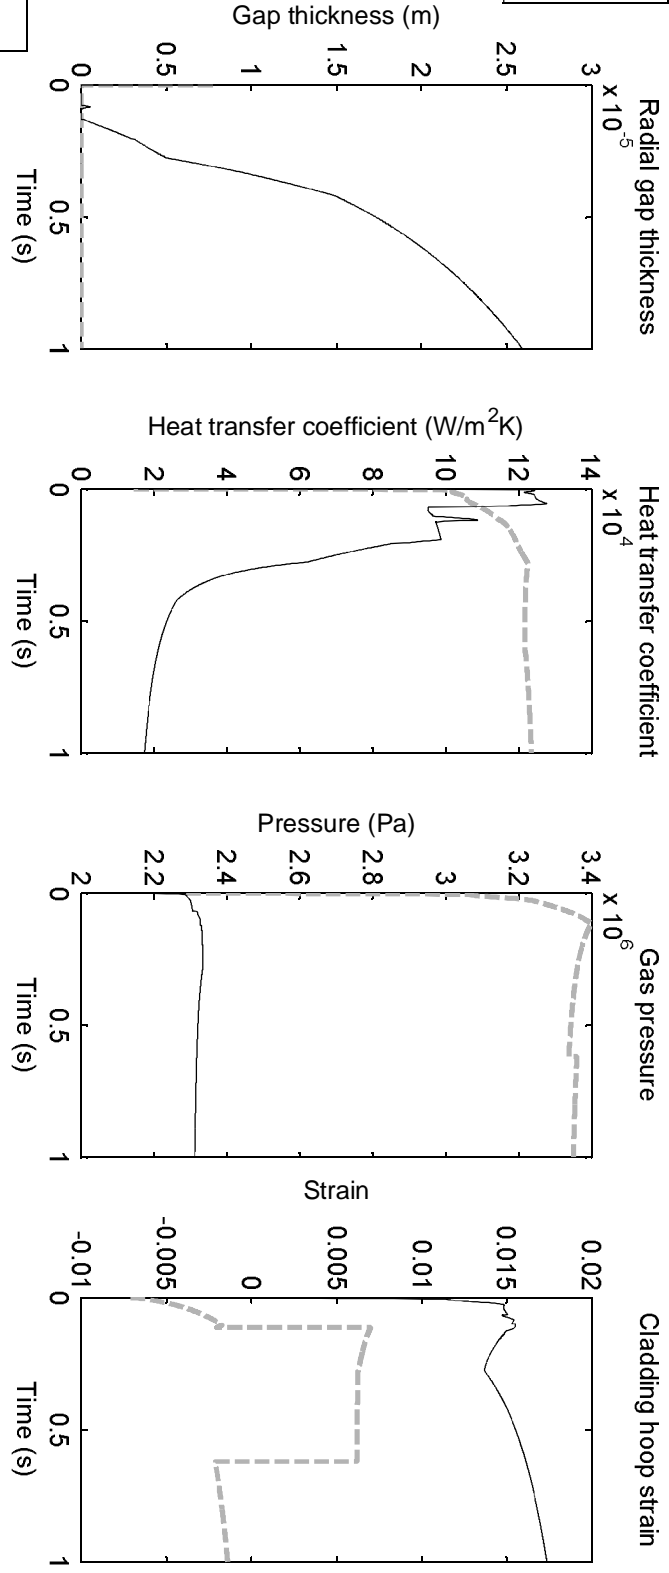 Radial gap thickness
x 10-5
Gap thickness (m)
3
2.5
2
1.5
1
0.5
0
0
0.5
1
Time (s)
Heat transfer coefficient
x 10^4
Heat transfer coefficient (W/m²K)
14
12
10
8
6
4
2
0
0
0.5
1
Time (s)
Gas pressure
x 10^6
Pressure (Pa)
3.4
3.2
3
2.8
2.6
2.4
2.2
2
0
0.5
1
Time (s)
Cladding hoop strain
Strain
0.02
0.015
0.01
0.005
0
-0.005
-0.01
0
0.5
1
Time (s)